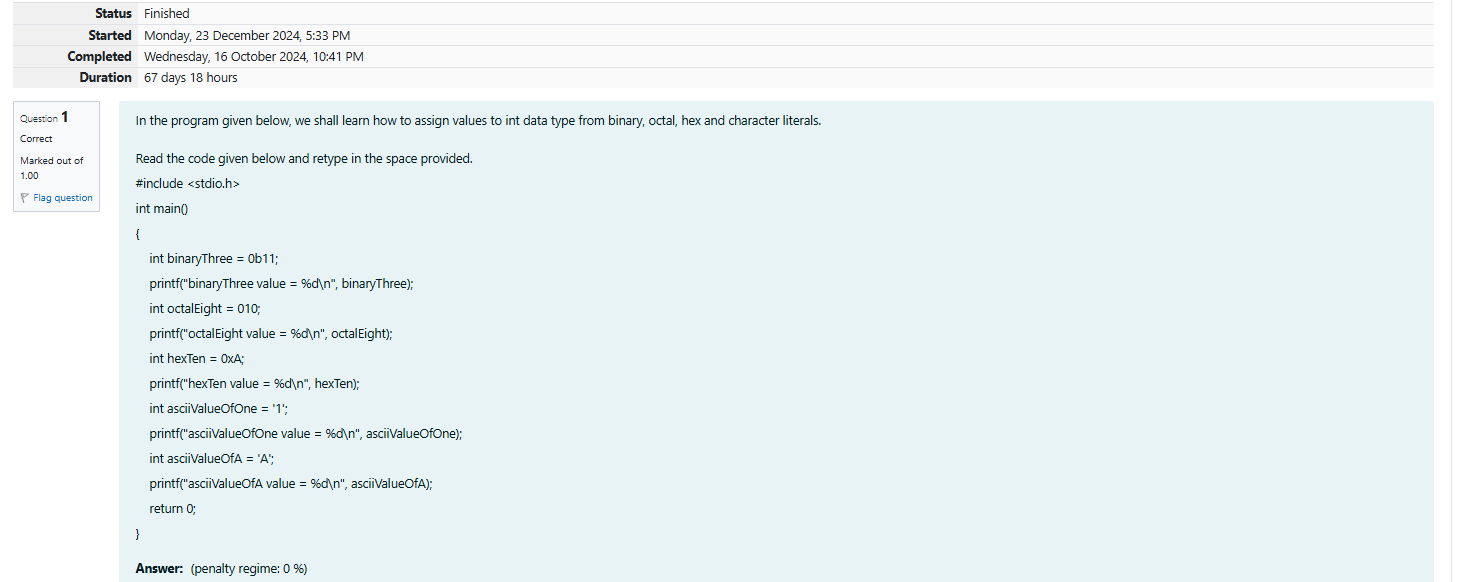 Status Finished
Started Monday, 23 December 2024, 5:33 PM
Completed Wednesday, 16 October 2024, 10:41 PM
Duration 67 days 18 hours
Question 1
Correct
Marked out of
1.00
Flag question
In the program given below, we shall learn how to assign values to int data type from binary, octal, hex and character literals.
Read the code given below and retype in the space provided.
#include <stdio.h>
int main()
{
int binaryThree = 0b11;
printf("binaryThree value = %d\n", binaryThree);
int octalEight = 010;
printf("octalEight value = %d\n", octalEight);
int hexTen = 0xA;
printf("hexTen value = %d\n", hexTen);
int asciiValueOfOne = '1';
printf("asciiValueOfOne value = %d\n", asciiValueOfOne);
int asciiValueOfA = 'A';
printf("asciiValueOfA value = %d\n", asciiValueOfA);
return 0;
}
Answer: (penalty regime: 0 %)